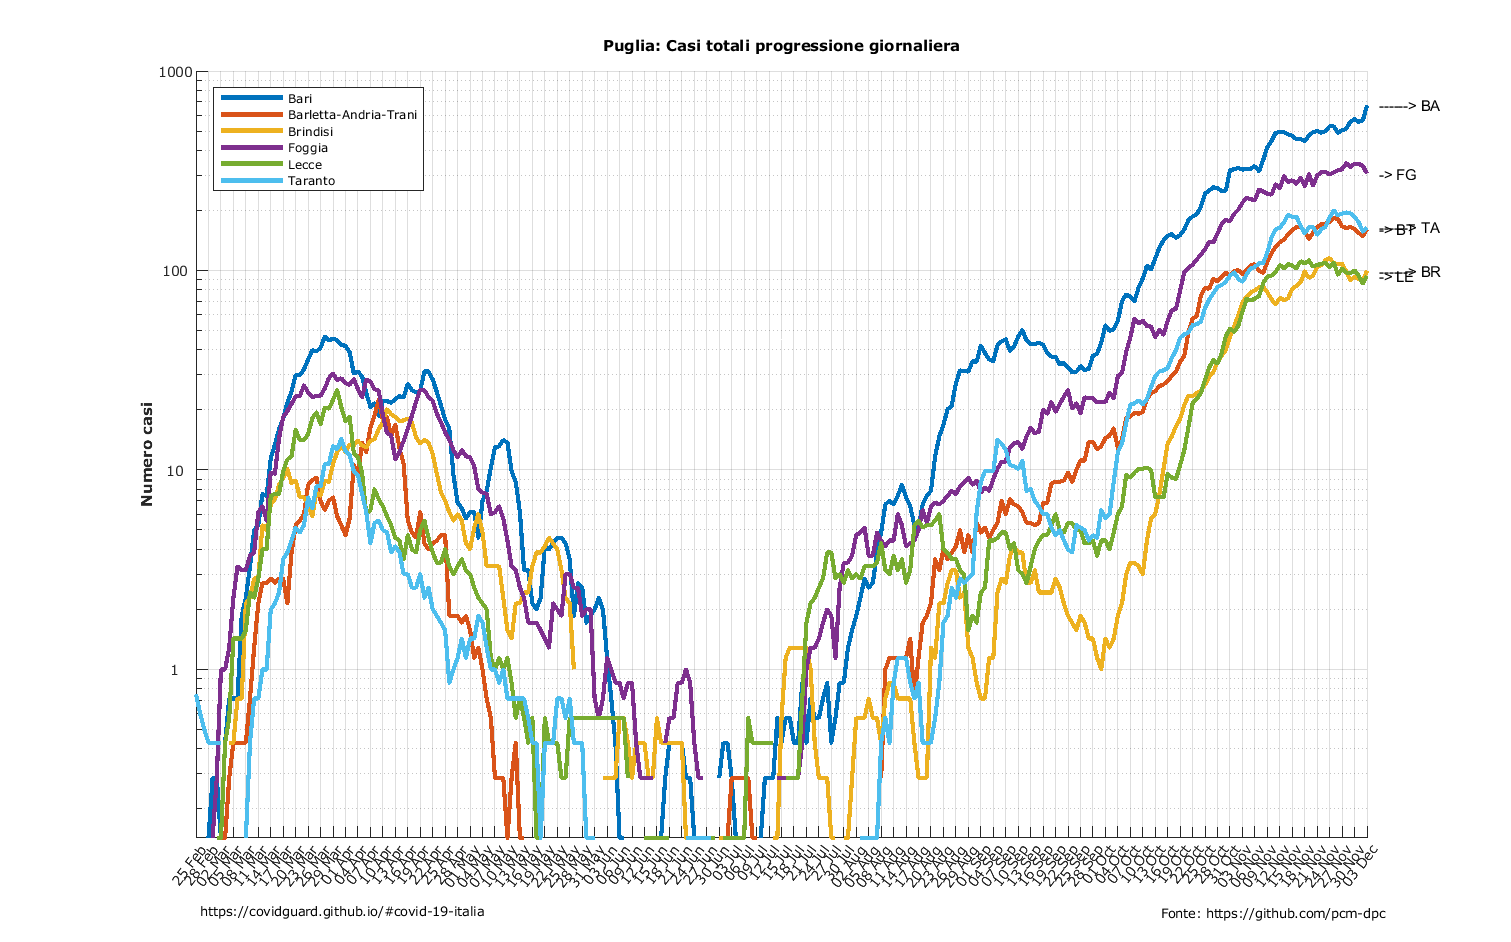 Puglia: Casi totali progressione giornaliera
1000
100
10
1
Numero casi
Bari
Barletta-Andria-Trani
Brindisi
Foggia
Lecce
Taranto
------> BA
-> FG
-----> TA
-> BT
-----> BR
-> LE
25 Feb
28 Feb
02 Mar
05 Mar
08 Mar
11 Mar
14 Mar
17 Mar
20 Mar
23 Mar
26 Mar
29 Mar
01 Apr
04 Apr
07 Apr
10 Apr
13 Apr
16 Apr
19 Apr
22 Apr
25 Apr
28 Apr
01 May
04 May
07 May
10 May
13 May
16 May
19 May
22 May
25 May
28 May
31 May
03 Jun
06 Jun
09 Jun
12 Jun
15 Jun
18 Jun
21 Jun
24 Jun
27 Jun
30 Jun
03 Jul
06 Jul
09 Jul
12 Jul
15 Jul
18 Jul
21 Jul
24 Jul
27 Jul
30 Jul
02 Aug
05 Aug
08 Aug
11 Aug
14 Aug
17 Aug
20 Aug
23 Aug
26 Aug
29 Aug
01 Sep
04 Sep
07 Sep
10 Sep
13 Sep
16 Sep
19 Sep
22 Sep
25 Sep
28 Sep
01 Oct
04 Oct
07 Oct
10 Oct
13 Oct
16 Oct
19 Oct
22 Oct
25 Oct
28 Oct
31 Oct
03 Nov
06 Nov
09 Nov
12 Nov
15 Nov
18 Nov
21 Nov
24 Nov
27 Nov
30 Nov
03 Dec
https://covidguard.github.io/#covid-19-italia
Fonte: https://github.com/pcm-dpc